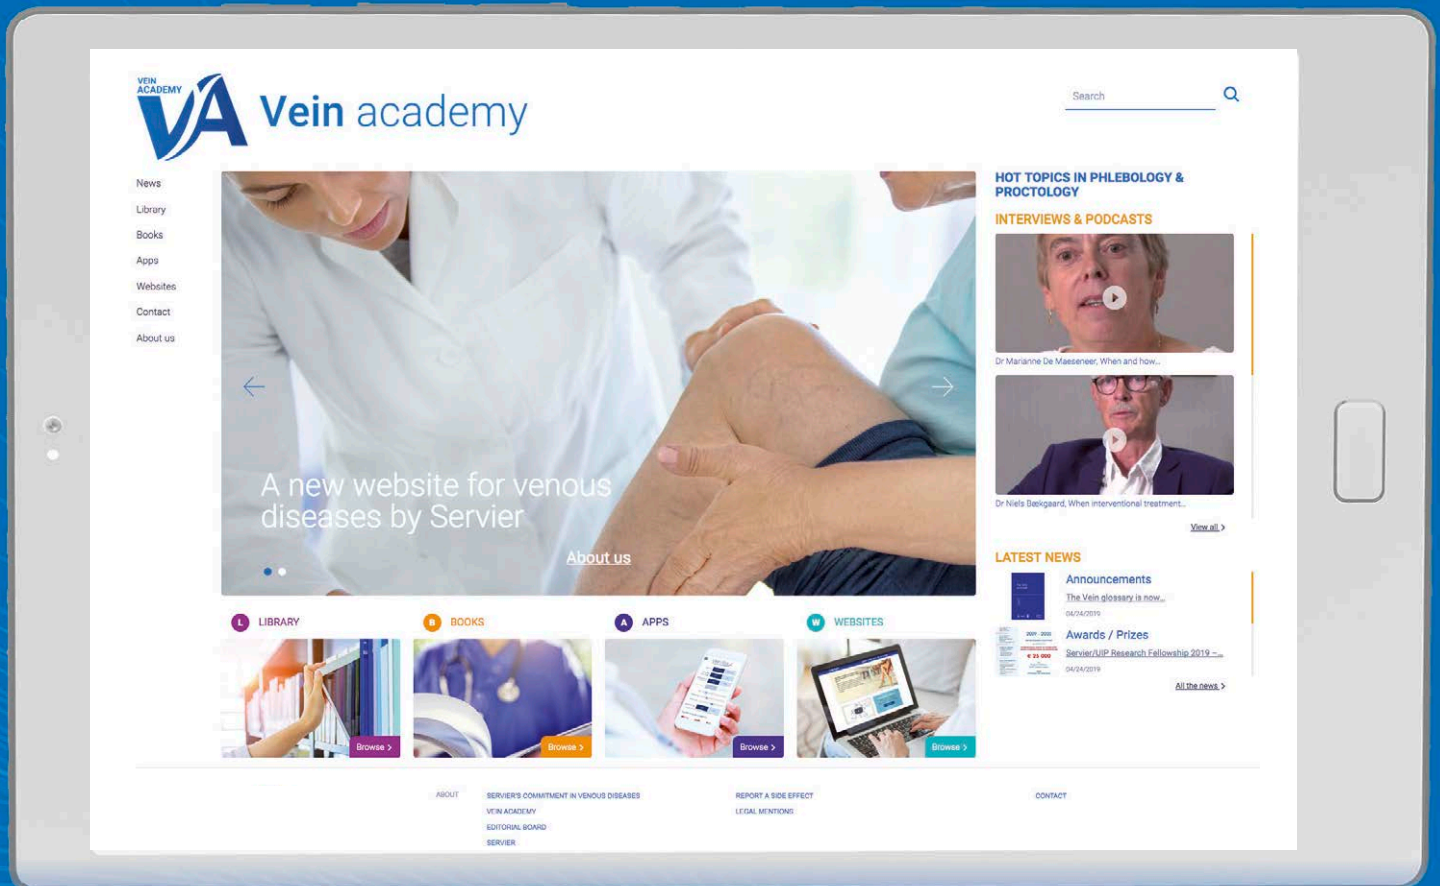 VEIN
ACADEMY
VA
Vein academy
Search
News
Library
Books
Apps
Websites
Contact
About us
A new website for venous
diseases by Servier
About us
HOT TOPICS IN PHLEBOLOGY &
PROCTOLOGY
INTERVIEWS & PODCASTS
Dr Marianne De Maeseneer, When and how...
Dr Niels Bækgaard, When interventional treatment...
View all >
LATEST NEWS
Announcements
The Vein glossary is now...
04/24/2019
2009 - 2020
€ 25 000
Awards / Prizes
Servier/UIP Research Fellowship 2019 –...
04/24/2019
All the news >
L LIBRARY
Browse >
B BOOKS
Browse >
A APPS
Browse >
W WEBSITES
Browse >
ABOUT
SERVIER'S COMMITMENT IN VENOUS DISEASES
VEIN ACADEMY
EDITORIAL BOARD
SERVIER
REPORT A SIDE EFFECT
LEGAL MENTIONS
CONTACT